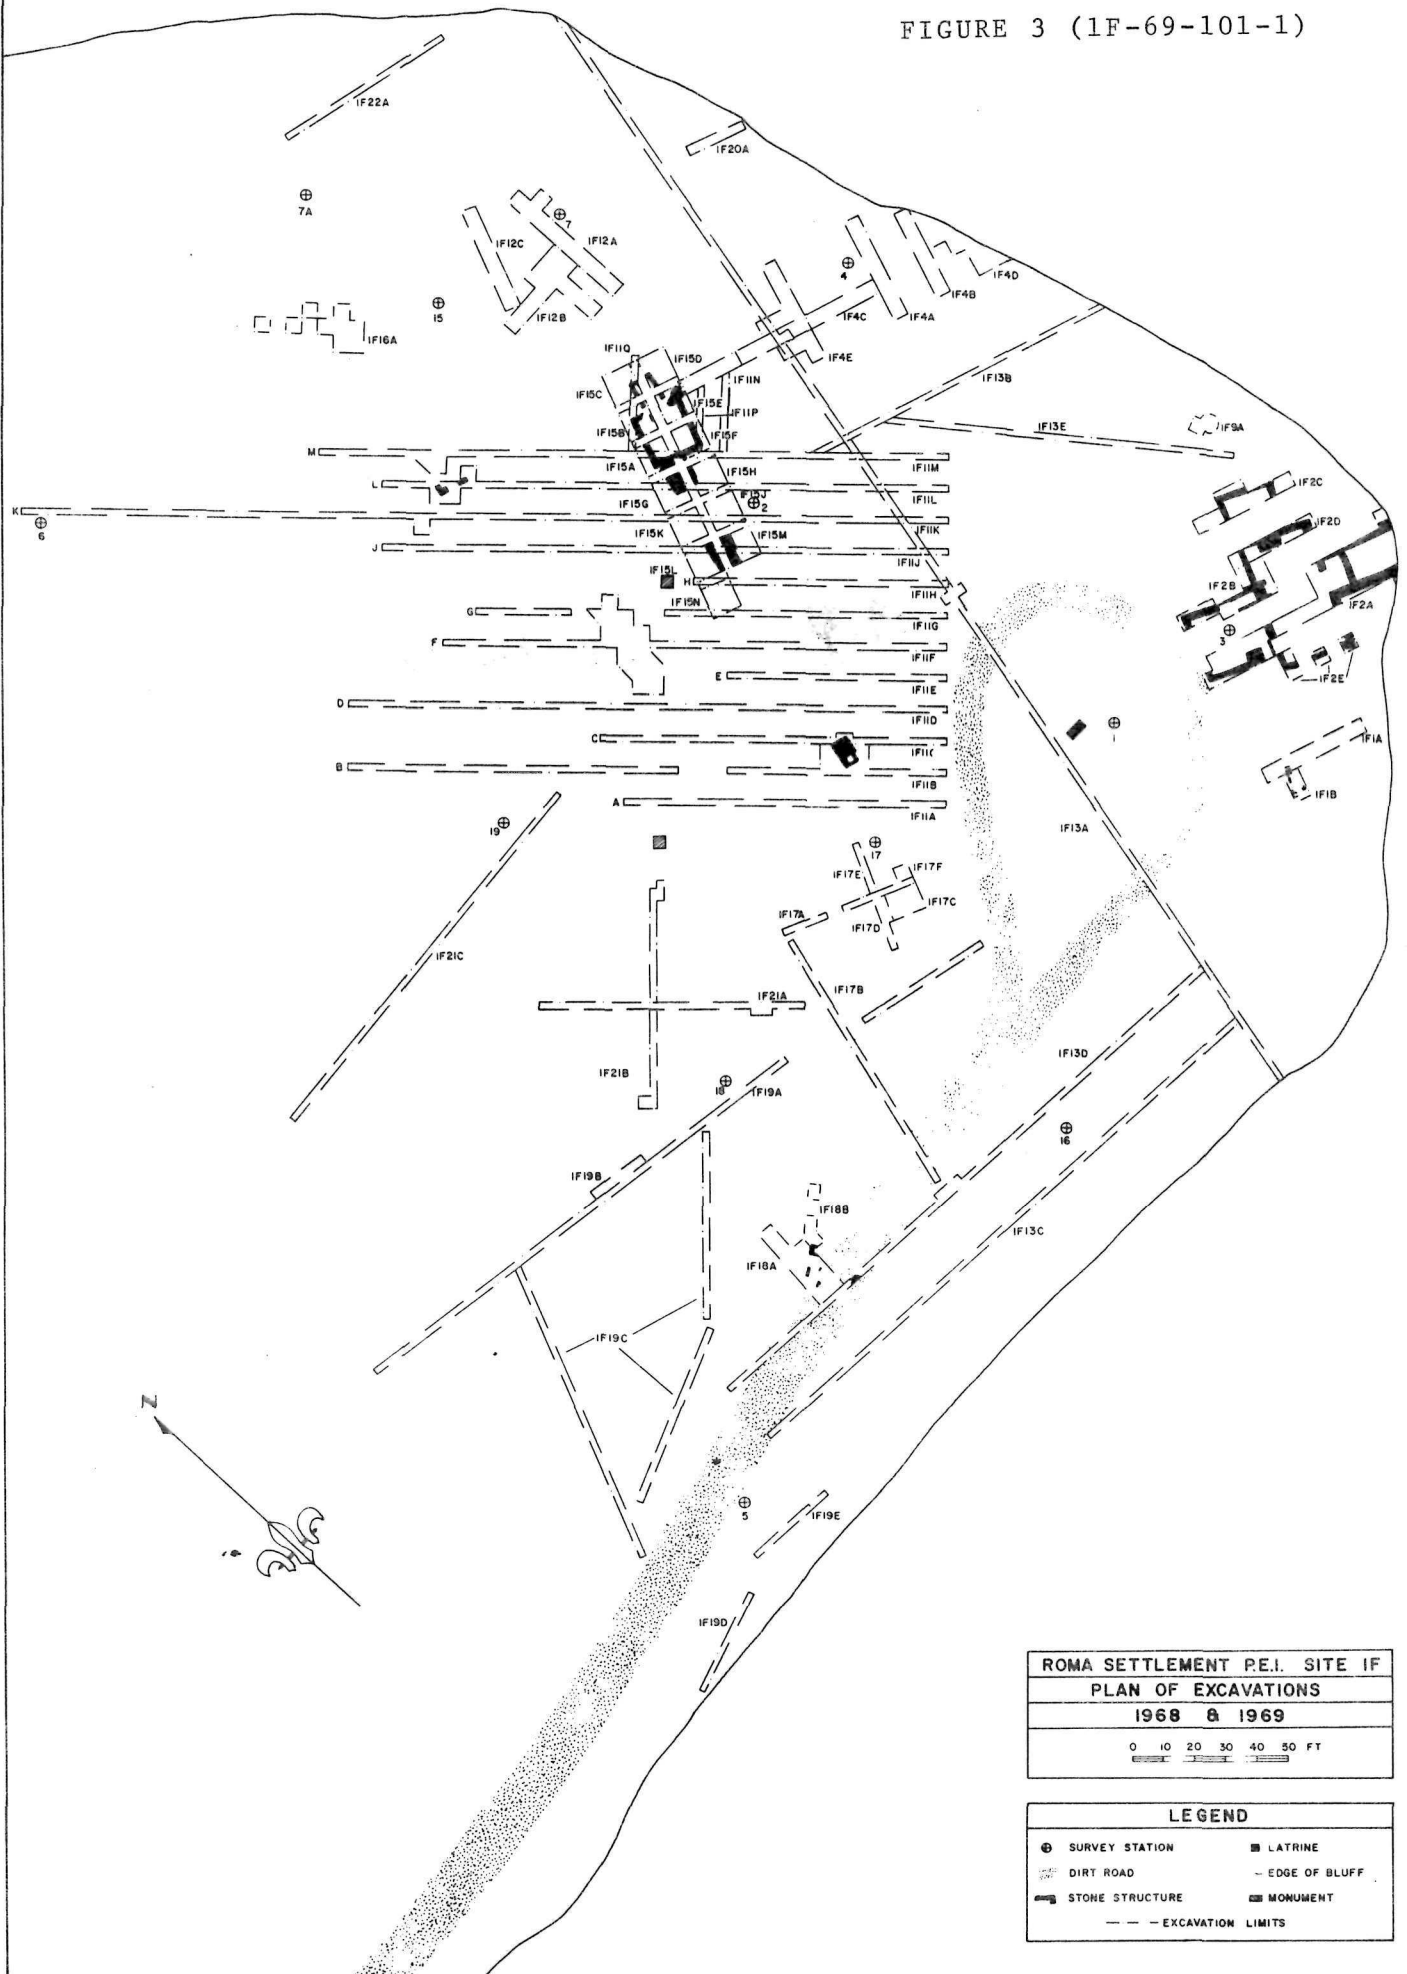 FIGURE 3 (1F-69-101-1)
1F22A
1F20A
7A
7
1F12C
1F12A
4
1F4D
1F4B
15
1F12B
1F4C
1F4A
1F16A
1F11Q
1F15D
1F4E
1F11N
1F13B
1F15C
1F15E
1F11P
1F15B
1F15F
1F13E
1F9A
M
1F15A
1F15H
1F11M
L
1F15J
1F11L
1F2C
K
1F15G
2
6
1F15K
1F15M
1F11K
1F2D
J
1F11J
1F15L
H
1F11H
1F2B
1F2A
G
1F15N
1F11G
3
F
1F11F
E
1F11E
1F2E
D
1F11D
1
C
1F11C
1F1A
B
1F11B
1F1B
A
1F11A
19
1F13A
17
1F17E
1F17F
1F17A
1F17C
1F17D
1F21C
1F21A
1F17B
1F21B
18
1F19A
1F13D
16
1F19B
1F18B
1F13C
1F18A
1F19C
N
5
1F19E
1F19D
ROMA SETTLEMENT P.E.I. SITE 1F
PLAN OF EXCAVATIONS
1968 & 1969
0 10 20 30 40 50 FT
LEGEND
SURVEY STATION
LATRINE
DIRT ROAD
EDGE OF BLUFF
STONE STRUCTURE
MONUMENT
EXCAVATION LIMITS